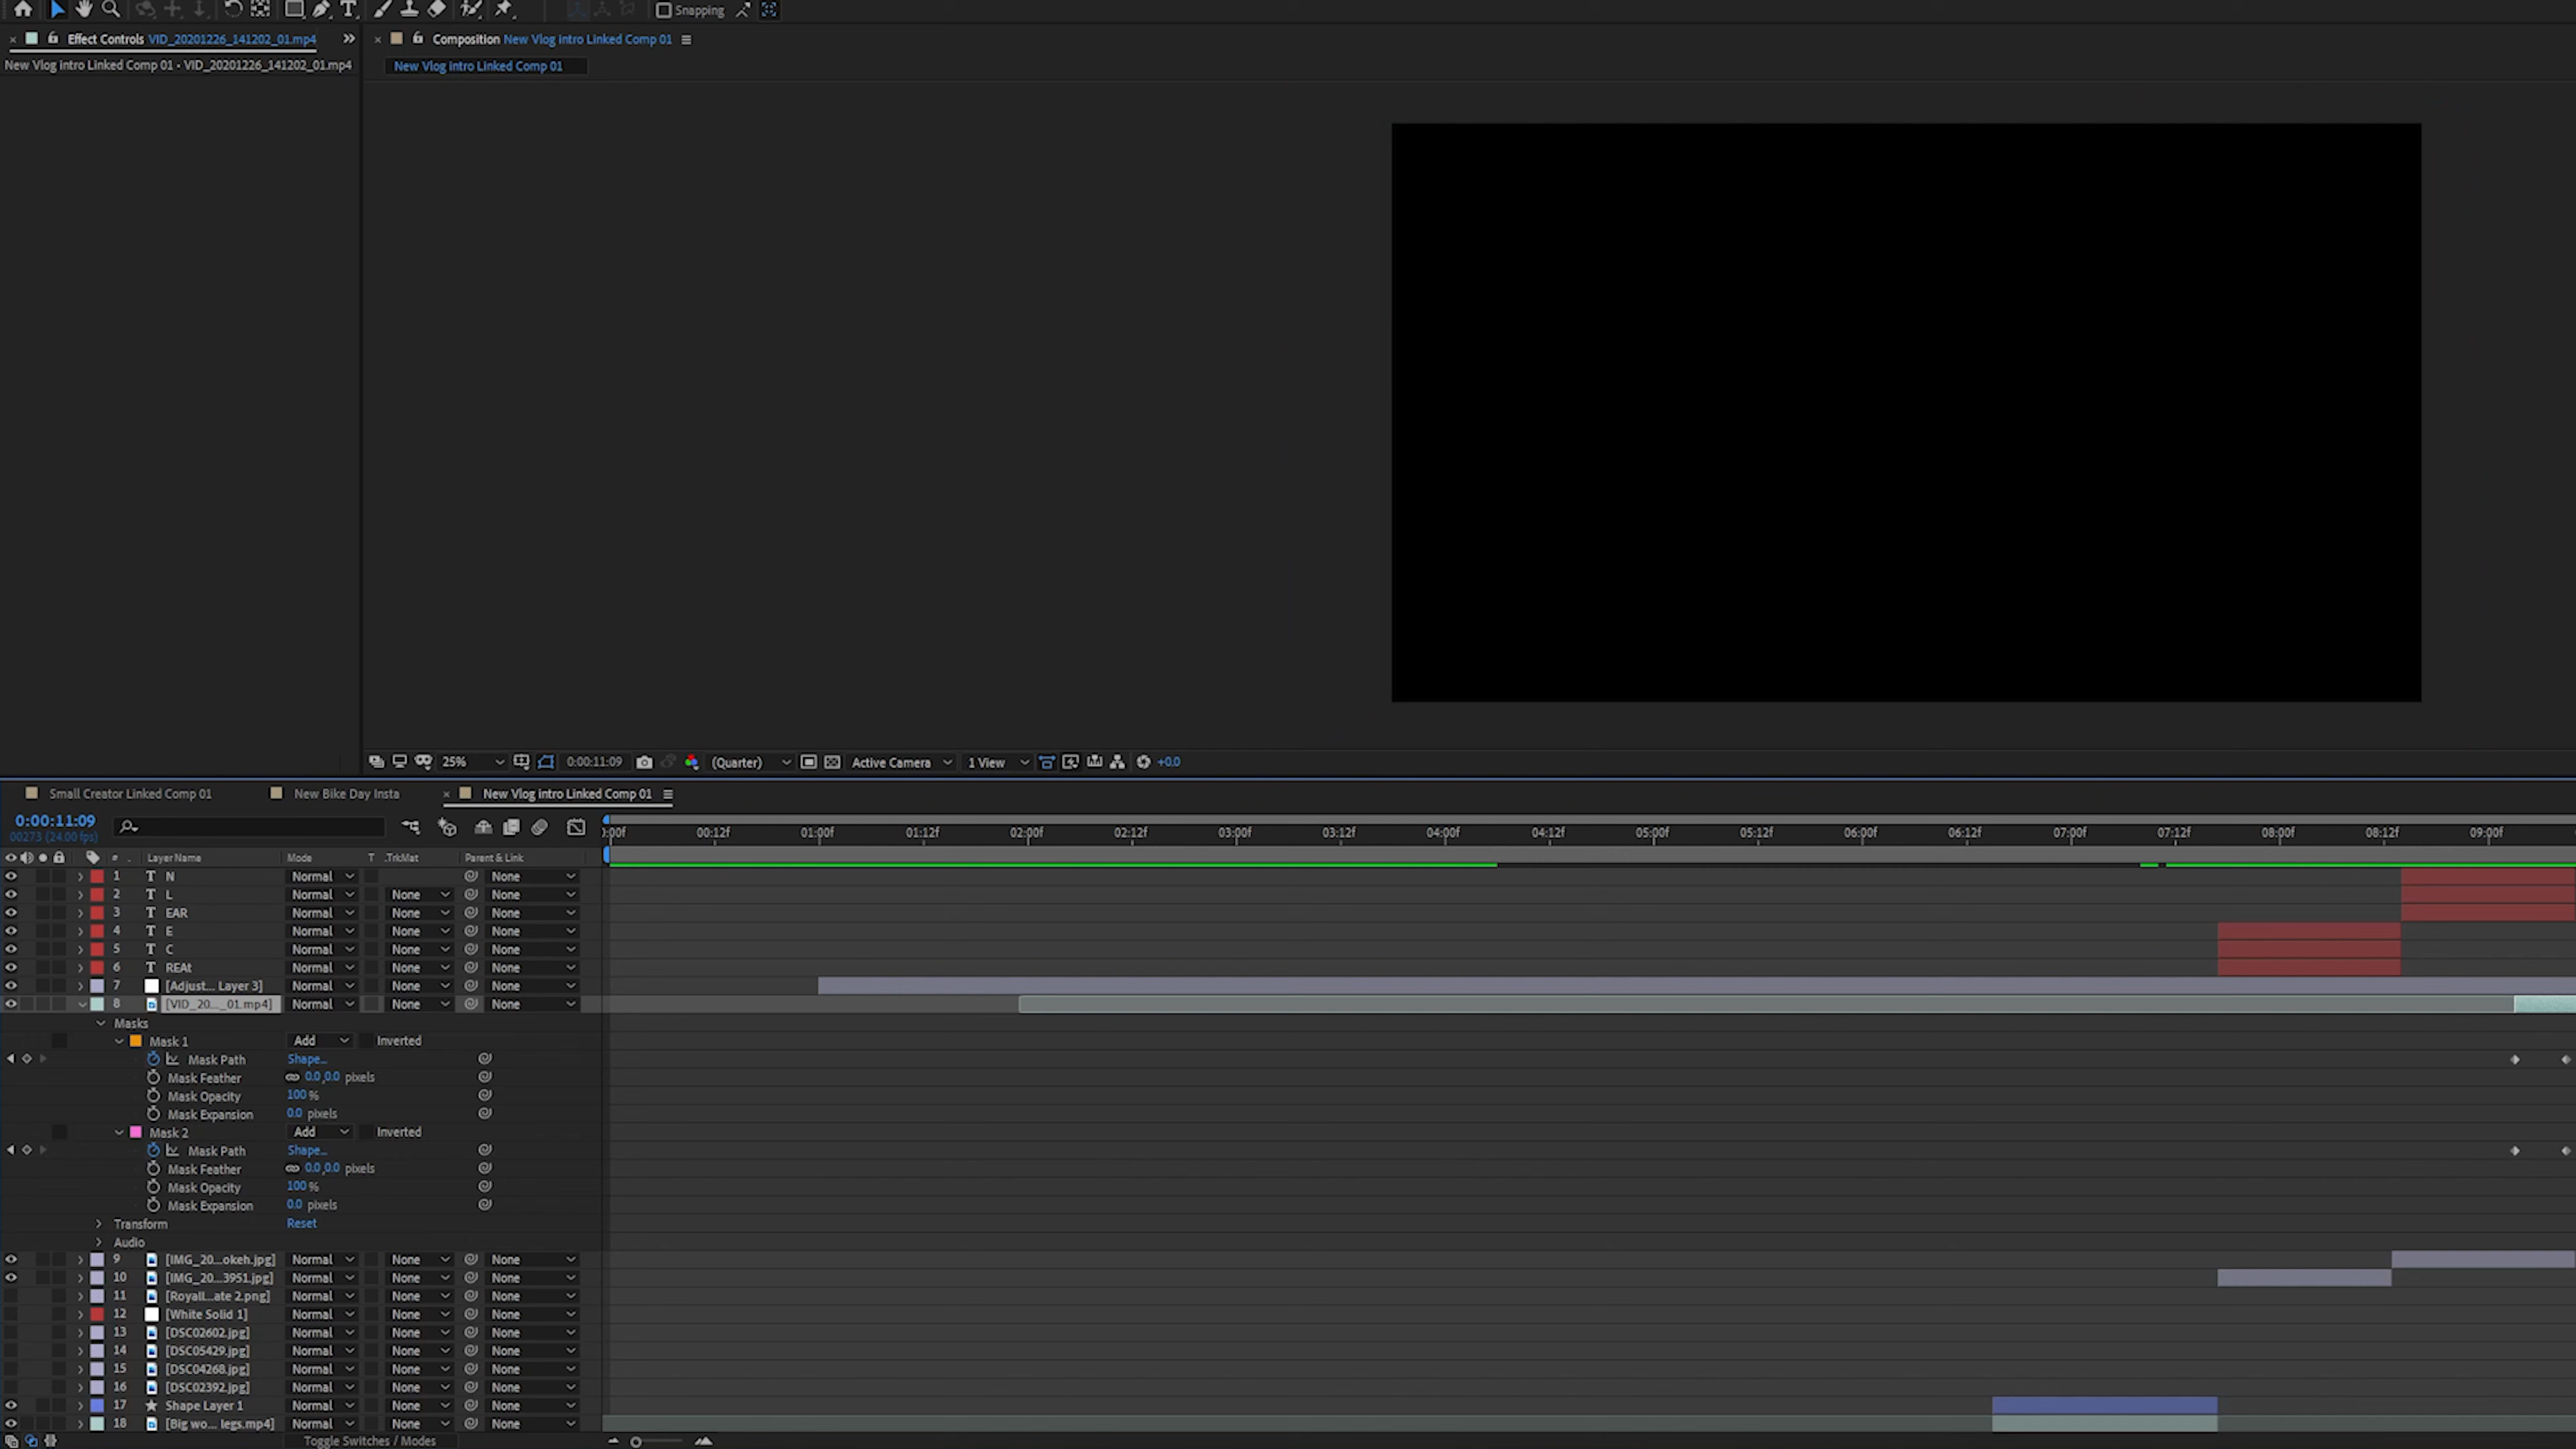 Snapping
Effect Controls VID_20201226_141202_01.mp4
Composition New Vlog intro Linked Comp 01
New Vlog intro Linked Comp 01 • VID_20201226_141202_01.mp4
New Vlog intro Linked Comp 01
25% 0:00:11:09 (Quarter) Active Camera 1 View +0.0
Small Creator Linked Comp 01 New Bike Day Insta New Vlog intro Linked Comp 01
0:00:11:09
00273 (24.00 fps)
):00f 00:12f 01:00f 01:12f 02:00f 02:12f 03:00f 03:12f 04:00f 04:12f 05:00f 05:12f 06:00f 06:12f 07:00f 07:12f 08:00f 08:12f 09:00f
# Layer Name Mode T .TrkMat Parent & Link
1 T N Normal None
2 T L Normal None None
3 T EAR Normal None None
4 T E Normal None None
5 T C Normal None None
6 T REAt Normal None None
7 [Adjust... Layer 3] Normal None None
8 [VID_20..._01.mp4] Normal None None
Masks
Mask 1 Add Inverted
Mask Path Shape...
Mask Feather 0.0,0.0 pixels
Mask Opacity 100 %
Mask Expansion 0.0 pixels
Mask 2 Add Inverted
Mask Path Shape...
Mask Feather 0.0,0.0 pixels
Mask Opacity 100 %
Mask Expansion 0.0 pixels
Transform Reset
Audio
9 [IMG_20...okeh.jpg] Normal None None
10 [IMG_20...3951.jpg] Normal None None
11 [Royall...ate 2.png] Normal None None
12 [White Solid 1] Normal None None
13 [DSC02602.jpg] Normal None None
14 [DSC05429.jpg] Normal None None
15 [DSC04268.jpg] Normal None None
16 [DSC02392.jpg] Normal None None
17 Shape Layer 1 Normal None None
18 [Big wo... legs.mp4] Normal None None
Toggle Switches / Modes